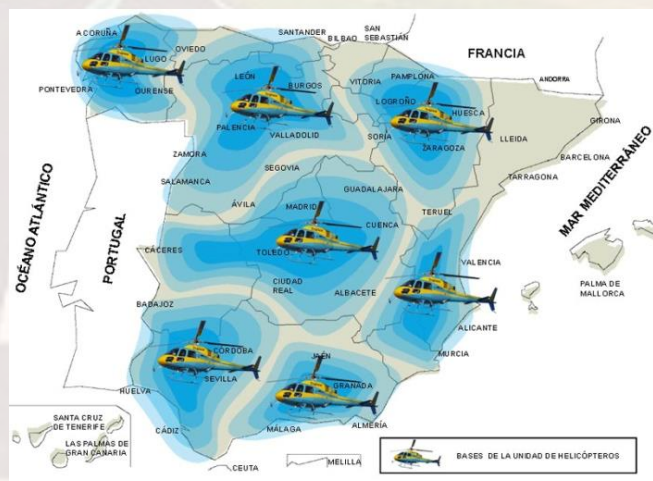 SAN
SEBASTIÁN
SANTANDER
BILBAO
A CORUÑA
OVIEDO
LUGO
FRANCIA
LEÓN
BURGOS
VITORIA
PAMPLONA
ANDORRA
PONTEVEDRA
OURENSE
LOGROÑO
HUESCA
GIRONA
PALENCIA
VALLADOLID
SORIA
ZARAGOZA
LLEIDA
BARCELONA
ZAMORA
SEGOVIA
TARRAGONA
SALAMANCA
GUADALAJARA
ÁVILA
MADRID
TERUEL
CUENCA
MAR MEDITERRÁNEO
OCÉANO ATLÁNTICO
PORTUGAL
CÁCERES
TOLEDO
VALENCIA
CIUDAD
REAL
ALBACETE
PALMA DE
MALLORCA
BADAJOZ
ALICANTE
CÓRDOBA
JAÉN
MURCIA
SEVILLA
GRANADA
HUELVA
CÁDIZ
MÁLAGA
ALMERÍA
SANTA CRUZ
DE TENERIFE
LAS PALMAS DE
GRAN CANARIA
CEUTA
MELILLA
BASES DE LA UNIDAD DE HELICÓPTEROS